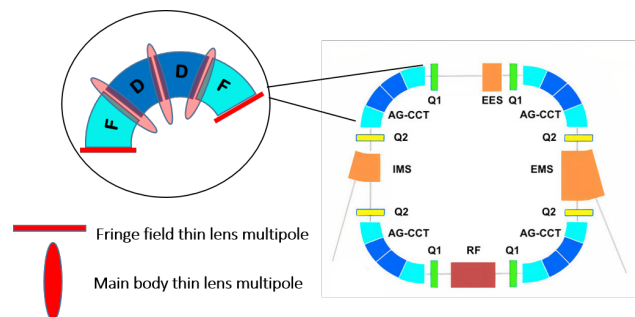 F
D
D
F
Fringe field thin lens multipole
Main body thin lens multipole
Q1
EES
Q1
AG-CCT
AG-CCT
Q2
Q2
IMS
EMS
Q2
Q2
AG-CCT
AG-CCT
Q1
RF
Q1